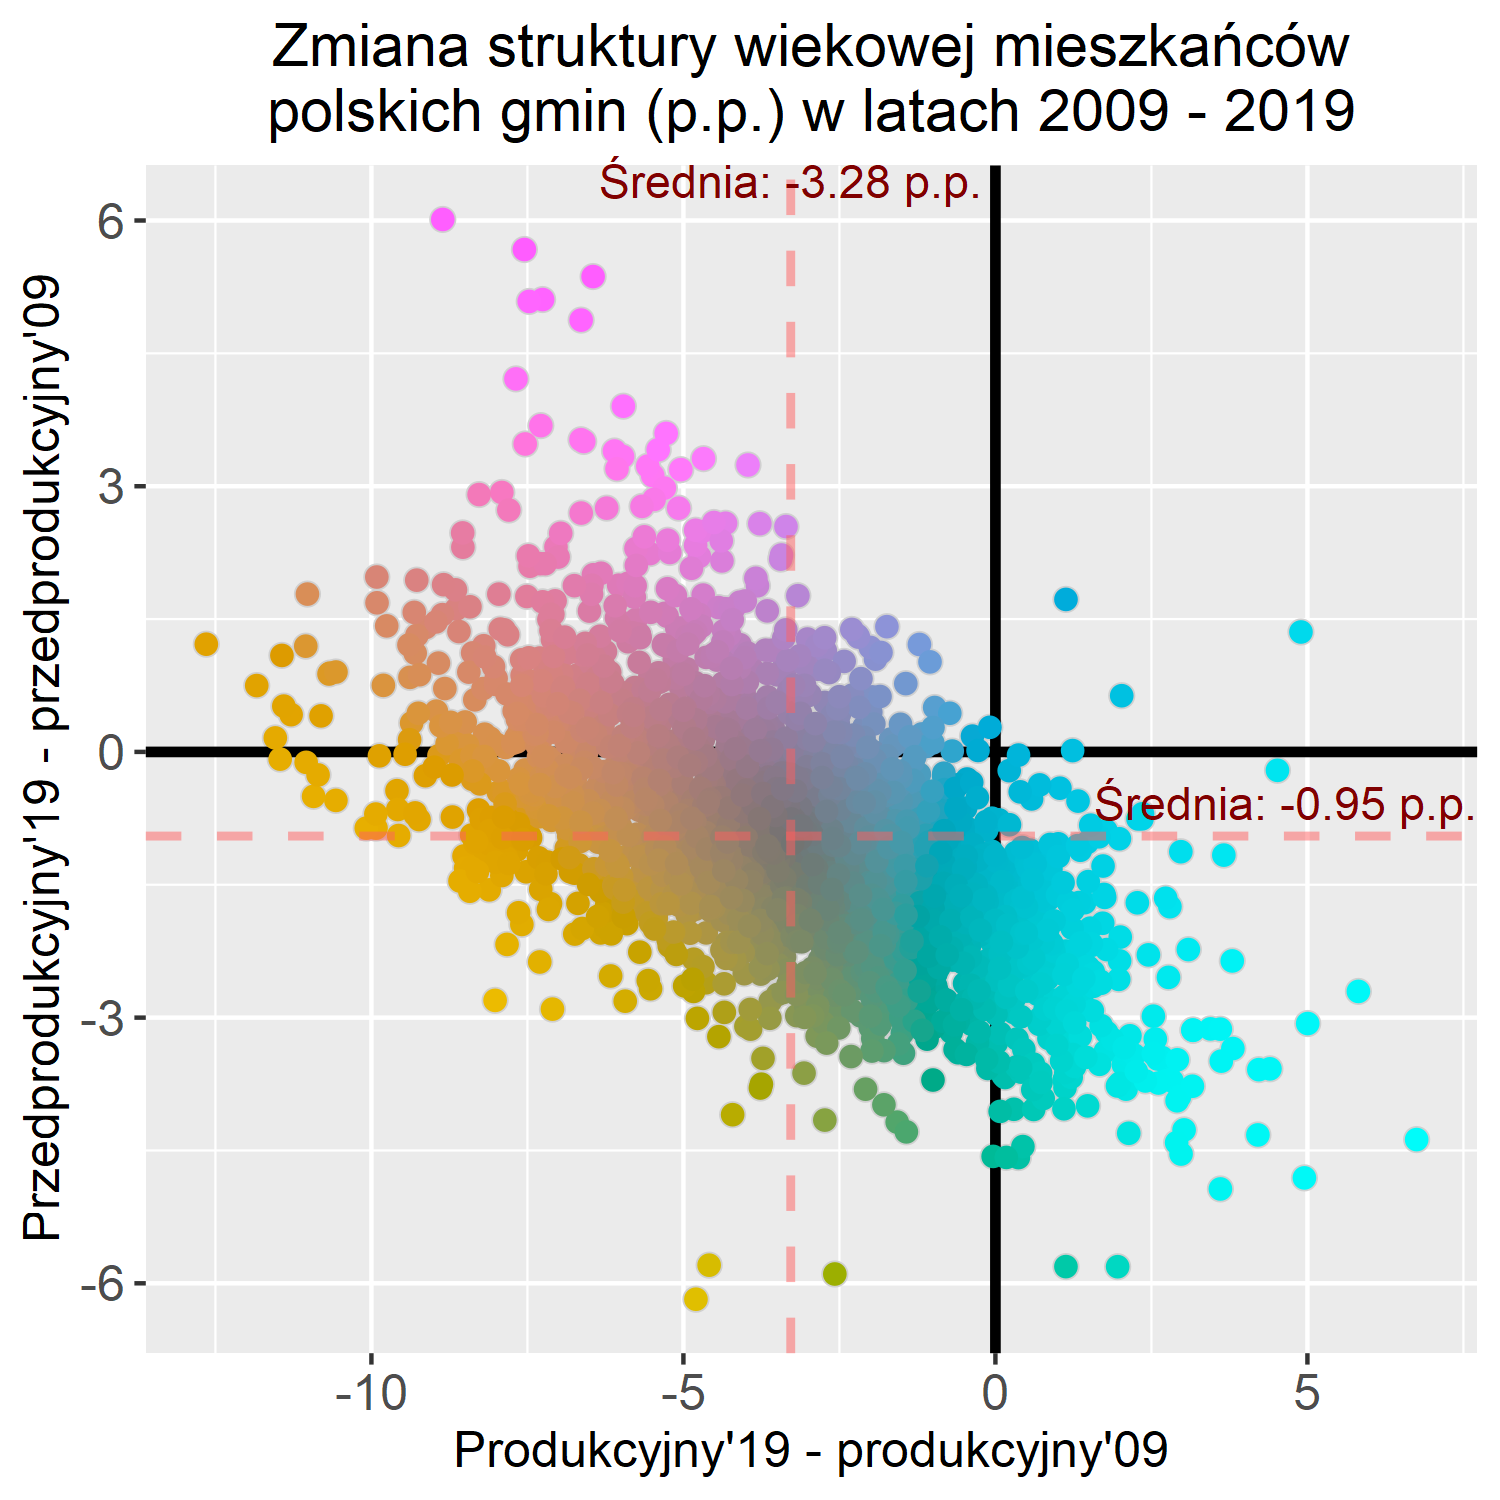 Zmiana struktury wiekowej mieszkańców
polskich gmin (p.p.) w latach 2009 - 2019
Średnia: -3.28 p.p.
6
3
0
-3
-6
Przedprodukcyjny'19 - przedprodukcyjny'09
Średnia: -0.95 p.p.
-10
-5
0
5
Produkcyjny'19 - produkcyjny'09